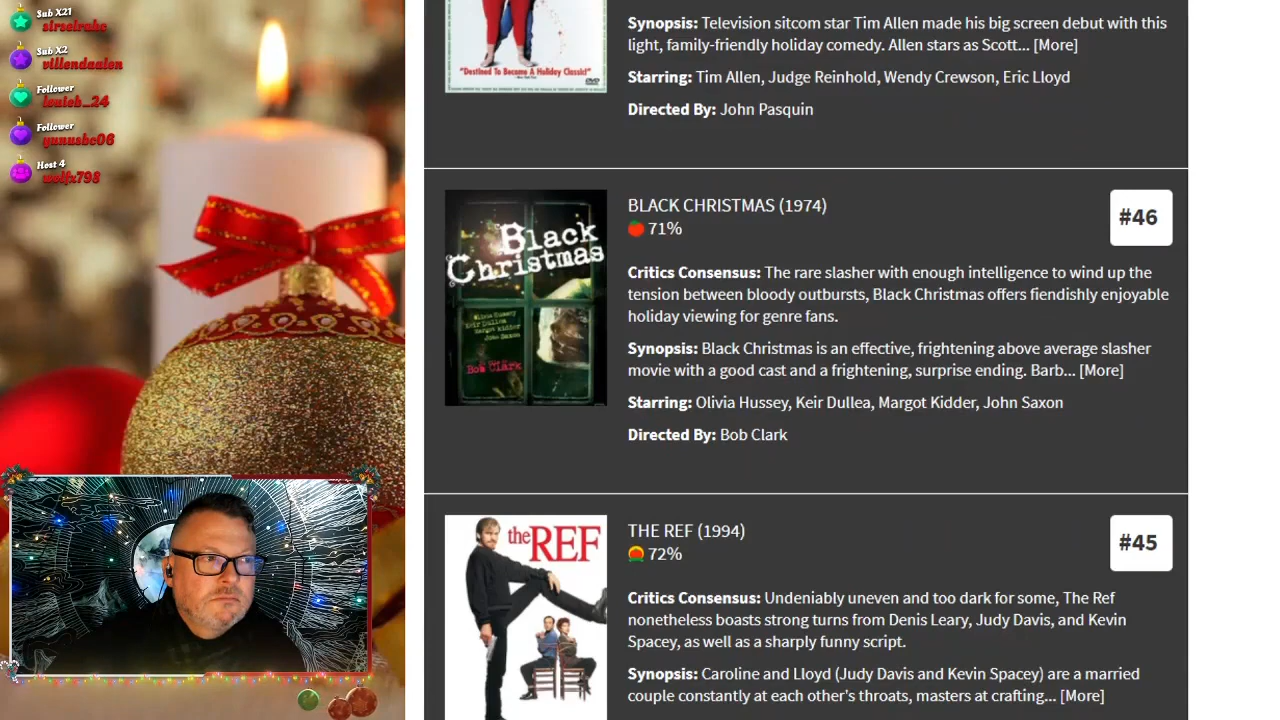 Sub X21
Sub X2
Follower
Follower
yunusbc06
Host 4
wolfx798
"Destined To Become A Holiday Classic!"
Synopsis: Television sitcom star Tim Allen made his big screen debut with this
light, family-friendly holiday comedy. Allen stars as Scott... [More]
Starring: Tim Allen, Judge Reinhold, Wendy Crewson, Eric Lloyd
Directed By: John Pasquin
Black
Christmas
Keir Dullea
Margot Kidder
John Saxon
Bob Clark
BLACK CHRISTMAS (1974)
71%
#46
Critics Consensus: The rare slasher with enough intelligence to wind up the
tension between bloody outbursts, Black Christmas offers fiendishly enjoyable
holiday viewing for genre fans.
Synopsis: Black Christmas is an effective, frightening above average slasher
movie with a good cast and a frightening, surprise ending. Barb... [More]
Starring: Olivia Hussey, Keir Dullea, Margot Kidder, John Saxon
Directed By: Bob Clark
the REF
THE REF (1994)
72%
#45
Critics Consensus: Undeniably uneven and too dark for some, The Ref
nonetheless boasts strong turns from Denis Leary, Judy Davis, and Kevin
Spacey, as well as a sharply funny script.
Synopsis: Caroline and Lloyd (Judy Davis and Kevin Spacey) are a married
couple constantly at each other's throats, masters at crafting... [More]